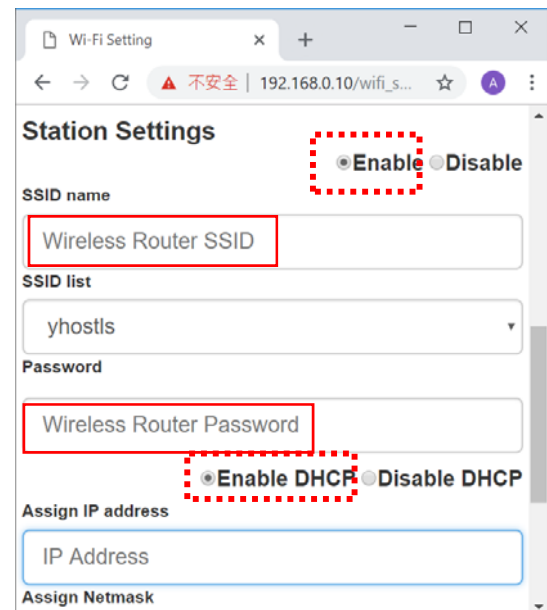 Wi-Fi Setting
不安全 | 192.168.0.10/wifi_s...
A
Station Settings
Enable Disable
SSID name
Wireless Router SSID
SSID list
yhostls
Password
Wireless Router Password
Enable DHCP Disable DHCP
Assign IP address
IP Address
Assign Netmask